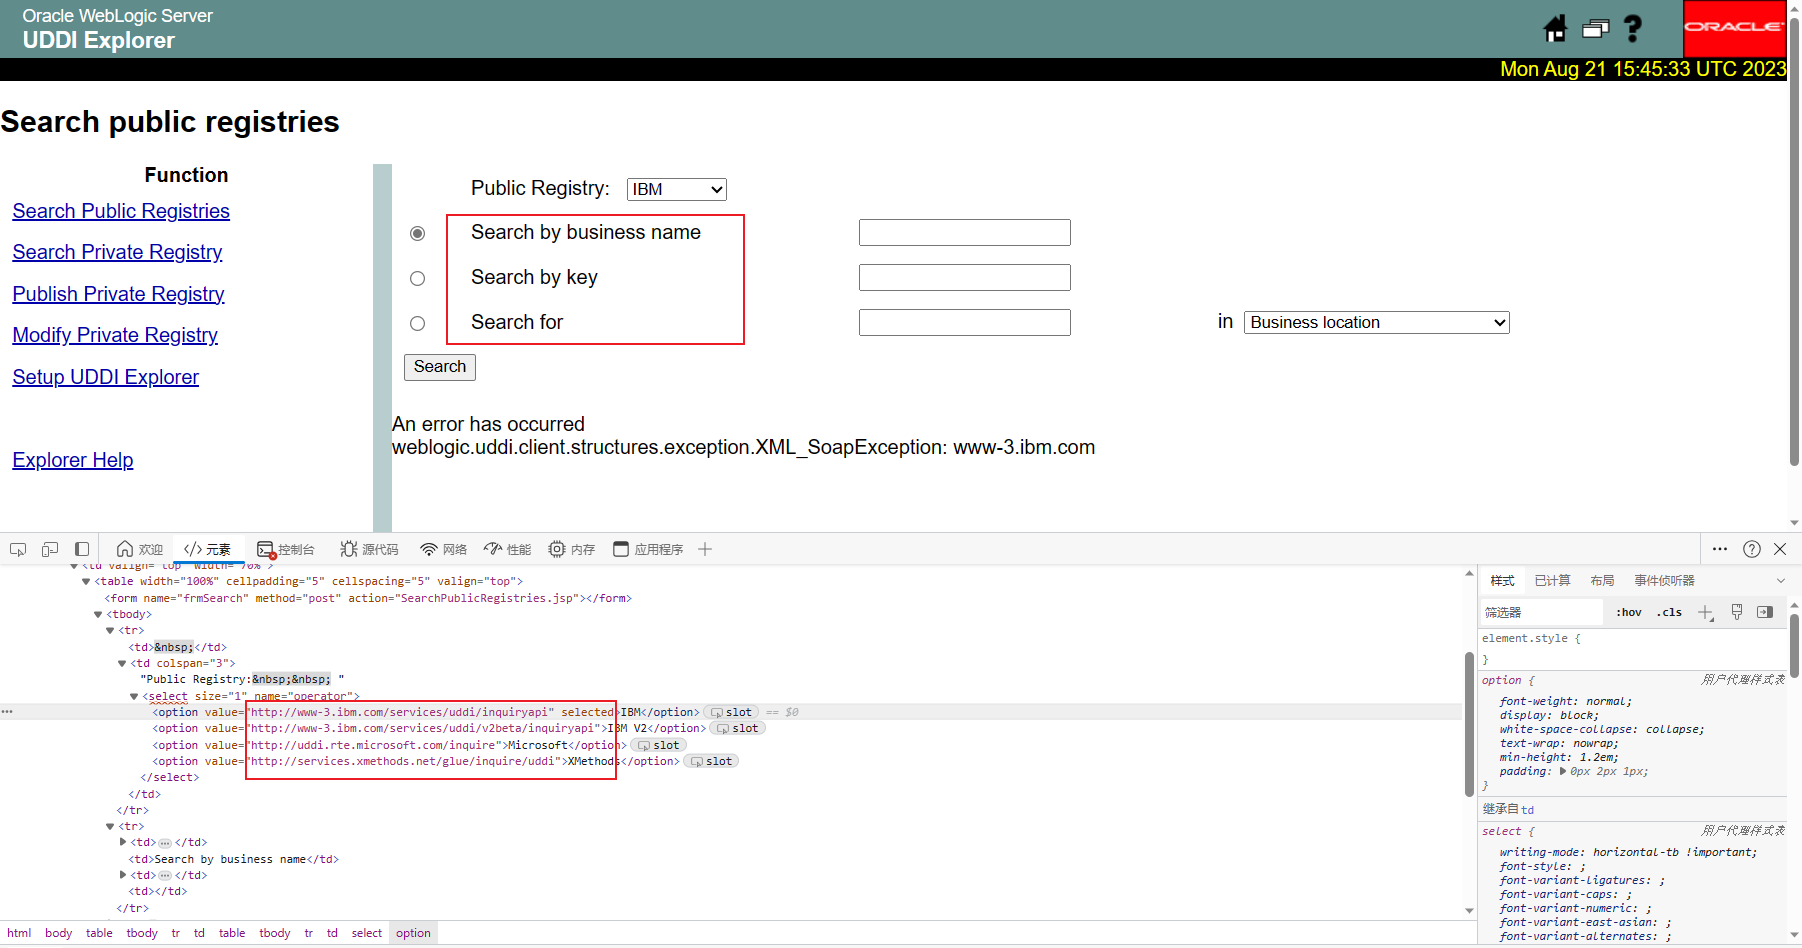 Oracle WebLogic Server
UDDI Explorer
ORACLE
Mon Aug 21 15:45:33 UTC 2023
Search public registries
Function
Search Public Registries
Search Private Registry
Publish Private Registry
Modify Private Registry
Setup UDDI Explorer
Explorer Help
Public Registry: IBM
Search by business name
Search by key
Search for in Business location
Search
An error has occurred
weblogic.uddi.client.structures.exception.XML_SoapException: www-3.ibm.com
欢迎 </> 元素 控制台 源代码 网络 性能 内存 应用程序
<td valign="top" width="70%">
<table width="100%" cellpadding="5" cellspacing="5" valign="top">
<form name="frmSearch" method="post" action="SearchPublicRegistries.jsp"></form>
<tbody>
<tr>
<td>&nbsp;</td>
<td colspan="3">
"Public Registry:&nbsp;&nbsp; "
<select size="1" name="operator">
<option value="http://www-3.ibm.com/services/uddi/inquiryapi" selected>IBM</option> slot == $0
<option value="http://www-3.ibm.com/services/uddi/v2beta/inquiryapi">IBM V2</option> slot
<option value="http://uddi.rte.microsoft.com/inquire">Microsoft</option> slot
<option value="http://services.xmethods.net/glue/inquire/uddi">XMethods</option> slot
</select>
</td>
</tr>
<tr>
<td>…</td>
<td>Search by business name</td>
<td>…</td>
<td></td>
</tr>
html body table tbody tr td table tbody tr td select option
样式 已计算 布局 事件侦听器
筛选器 :hov .cls
element.style {
}
option { 用户代理样式表
font-weight: normal;
display: block;
white-space-collapse: collapse;
text-wrap: nowrap;
min-height: 1.2em;
padding: 0px 2px 1px;
}
继承自 td
select { 用户代理样式表
writing-mode: horizontal-tb !important;
font-style: ;
font-variant-ligatures: ;
font-variant-caps: ;
font-variant-numeric: ;
font-variant-east-asian: ;
font-variant-alternates: ;